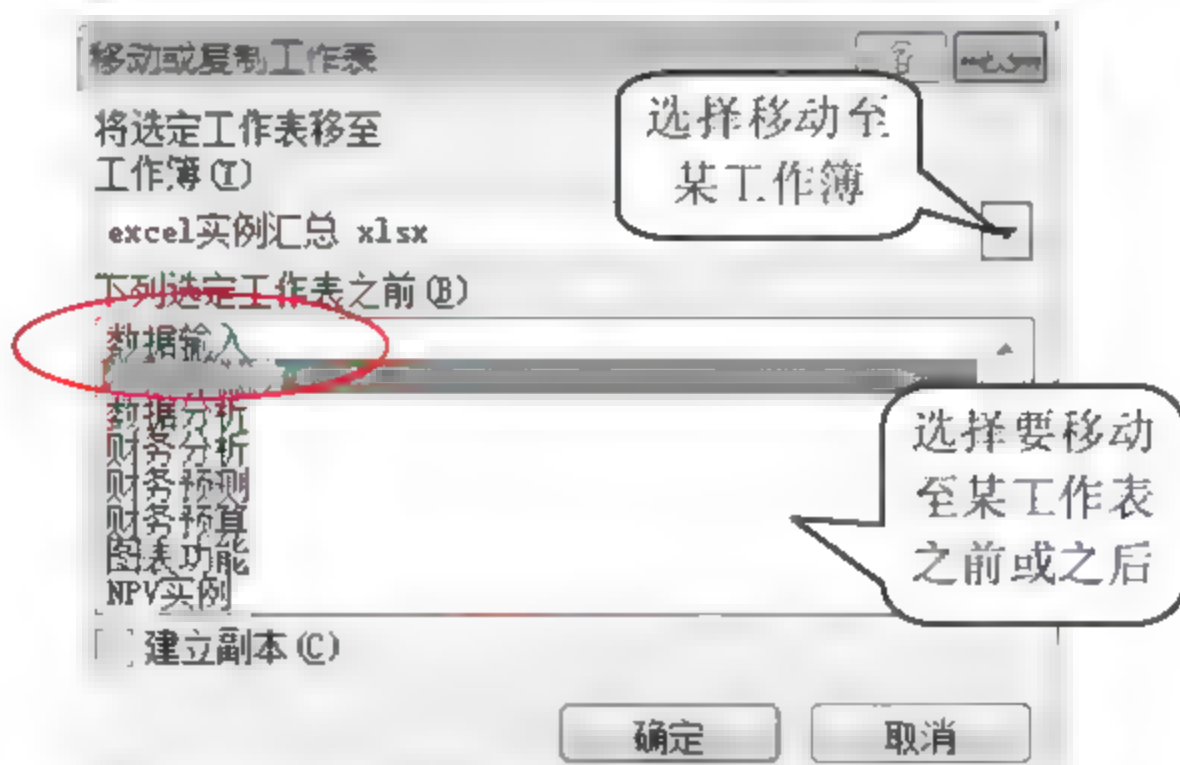 移动或复制工作表
选择移动至
某工作簿
将选定工作表移至
工作簿(T)
excel实例汇总 xlsx
下列选定工作表之前(B)
数据输入
数据分析
财务分析
财务预测
财务预算
图表功能
NPV实例
选择要移动
至某工作表
之前或之后
建立副本(C)
确定
取消